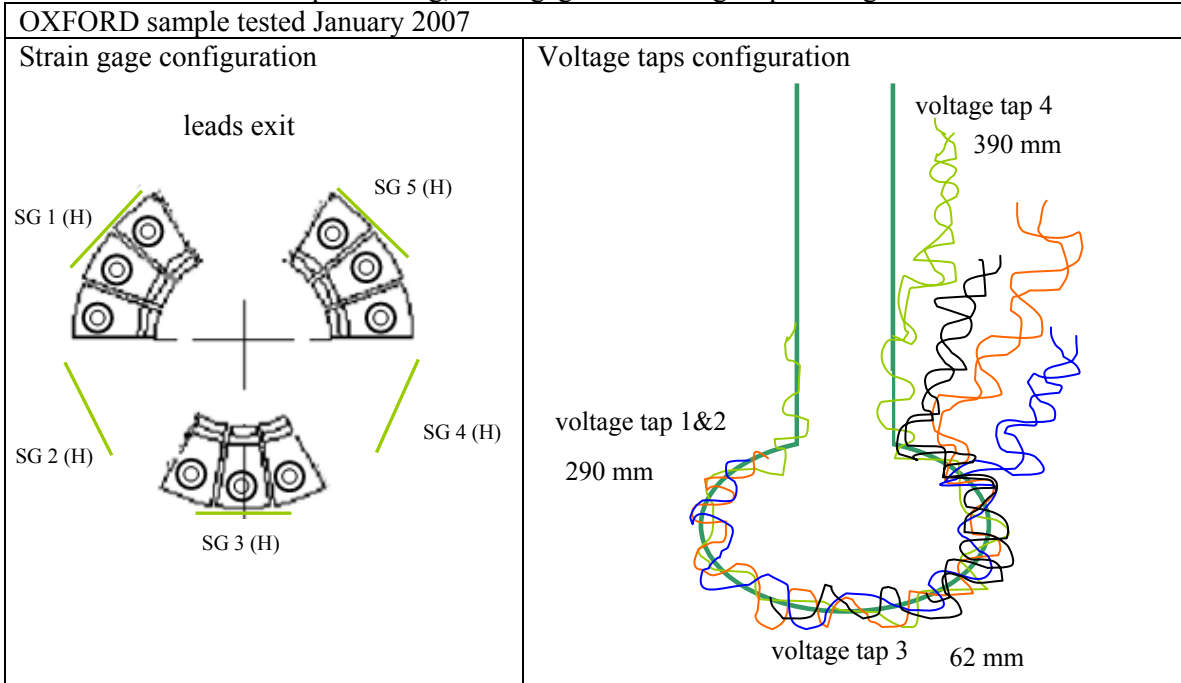 OXFORD sample tested January 2007
Strain gage configuration
leads exit
SG 1 (H)
SG 5 (H)
SG 2 (H)
SG 4 (H)
SG 3 (H)
Voltage taps configuration
voltage tap 4
390 mm
voltage tap 1&2
290 mm
voltage tap 3
62 mm